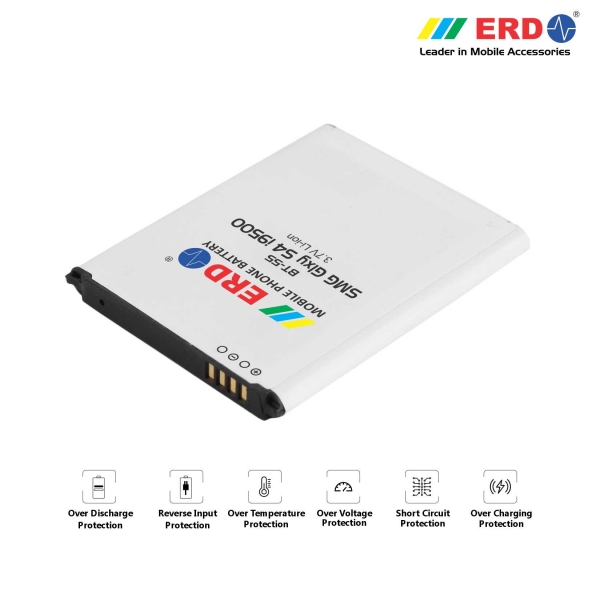 ERD®
Leader in Mobile Accessories
ERD
MOBILE PHONE BATTERY
BT-55
SMG Glxy S4 I9500
3.7V Li-ion
Over Discharge
Protection
Reverse Input
Protection
Over Temperature
Protection
Over Voltage
Protection
Short Circuit
Protection
Over Charging
Protection